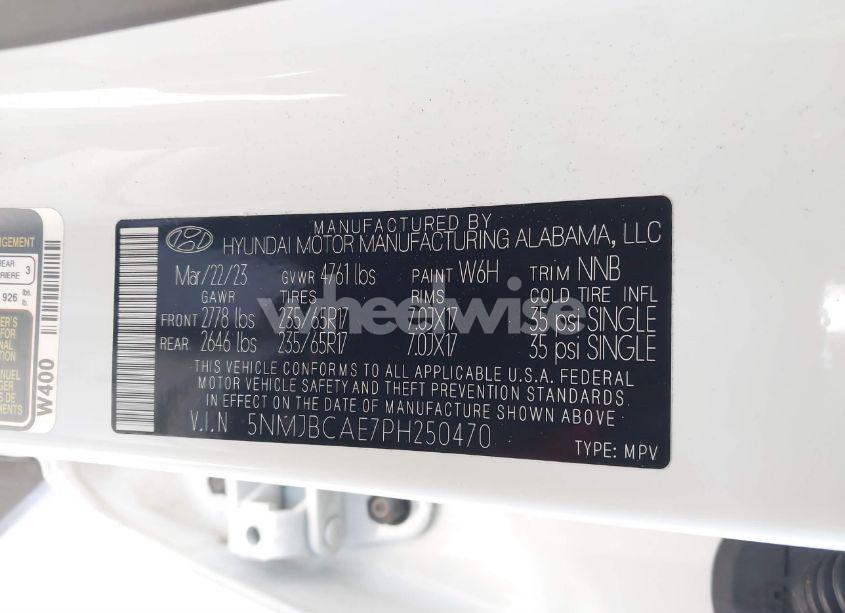 MANUFACTURED BY
HYUNDAI MOTOR MANUFACTURING ALABAMA, LLC
Mar/22/23 GVWR 4761 lbs PAINT W6H TRIM NNB
GAWR TIRES RIMS COLD TIRE INFL
FRONT 2778 lbs 235/65R17 7.0JX17 35 psi SINGLE
REAR 2646 lbs 235/65R17 7.0JX17 35 psi SINGLE
THIS VEHICLE CONFORMS TO ALL APPLICABLE U.S.A. FEDERAL
MOTOR VEHICLE SAFETY AND THEFT PREVENTION STANDARDS
IN EFFECT ON THE DATE OF MANUFACTURE SHOWN ABOVE
V.I.N 5NMJBCAE7PH250470
TYPE: MPV
wheelwise
W400
3
926